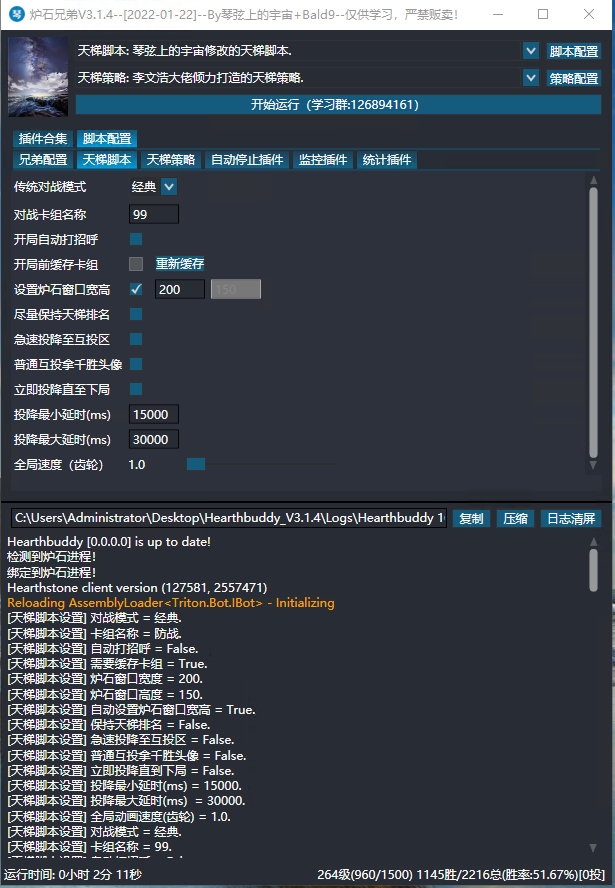 琴 炉石兄弟V3.1.4--[2022-01-22]--By琴弦上的宇宙+Bald9--仅供学习，严禁贩卖！
天梯脚本: 琴弦上的宇宙修改的天梯脚本. 脚本配置
天梯策略: 李文浩大佬倾力打造的天梯策略. 策略配置
开始运行（学习群:126894161）
插件合集 脚本配置
兄弟配置 天梯脚本 天梯策略 自动停止插件 监控插件 统计插件
传统对战模式 经典
对战卡组名称 99
开局自动打招呼
开局前缓存卡组 重新缓存
设置炉石窗口宽高 200 150
尽量保持天梯排名
急速投降至互投区
普通互投拿千胜头像
立即投降直至下局
投降最小延时(ms) 15000
投降最大延时(ms) 30000
全局速度（齿轮） 1.0
C:\Users\Administrator\Desktop\Hearthbuddy_V3.1.4\Logs\Hearthbuddy 1 复制 压缩 日志清屏
Hearthbuddy [0.0.0.0] is up to date!
检测到炉石进程！
绑定到炉石进程！
Hearthstone client version (127581, 2557471)
Reloading AssemblyLoader<Triton.Bot.IBot> - Initializing
[天梯脚本设置] 对战模式 = 经典.
[天梯脚本设置] 卡组名称 = 防战.
[天梯脚本设置] 自动打招呼 = False.
[天梯脚本设置] 需要缓存卡组 = True.
[天梯脚本设置] 炉石窗口宽度 = 200.
[天梯脚本设置] 炉石窗口高度 = 150.
[天梯脚本设置] 自动设置炉石窗口宽高 = True.
[天梯脚本设置] 保持天梯排名 = False.
[天梯脚本设置] 急速投降至互投区 = False.
[天梯脚本设置] 普通互投拿千胜头像 = False.
[天梯脚本设置] 立即投降直到下局 = False.
[天梯脚本设置] 投降最小延时(ms) = 15000.
[天梯脚本设置] 投降最大延时(ms) = 30000.
[天梯脚本设置] 全局动画速度(齿轮) = 1.0.
[天梯脚本设置] 对战模式 = 经典.
[天梯脚本设置] 卡组名称 = 99.
运行时间: 0小时 2分 11秒 264级(960/1500) 1145胜/2216总(胜率:51.67%)[0投]